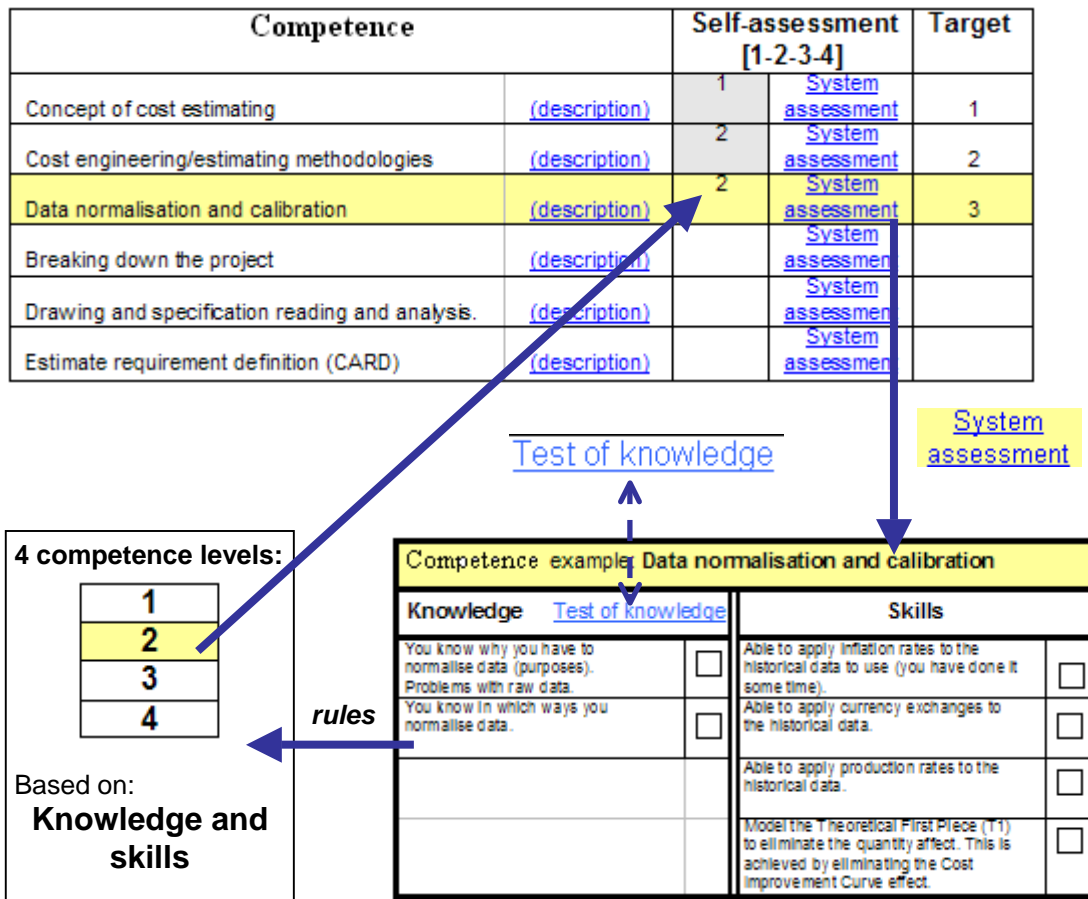 Competence
Self-assessment
[1-2-3-4]
Target
Concept of cost estimating
(description)
1
System
assessment
1
Cost engineering/estimating methodologies
(description)
2
System
assessment
2
Data normalisation and calibration
(description)
2
System
assessment
3
Breaking down the project
(description)
System
assessment
Drawing and specification reading and analysis.
(description)
System
assessment
Estimate requirement definition (CARD)
(description)
System
assessment
System
assessment
Test of knowledge
4 competence levels:
1
2
3
4
Based on:
Knowledge and
skills
rules
Competence example: Data normalisation and calibration
Knowledge Test of knowledge
Skills
You know why you have to
normalise data (purposes).
Problems with raw data.
You know in which ways you
normalise data.
Able to apply inflation rates to the
historical data to use (you have done it
some time).
Able to apply currency exchanges to
the historical data.
Able to apply production rates to the
historical data.
Model the Theoretical First Piece (T1)
to eliminate the quantity affect. This is
achieved by eliminating the Cost
Improvement Curve effect.